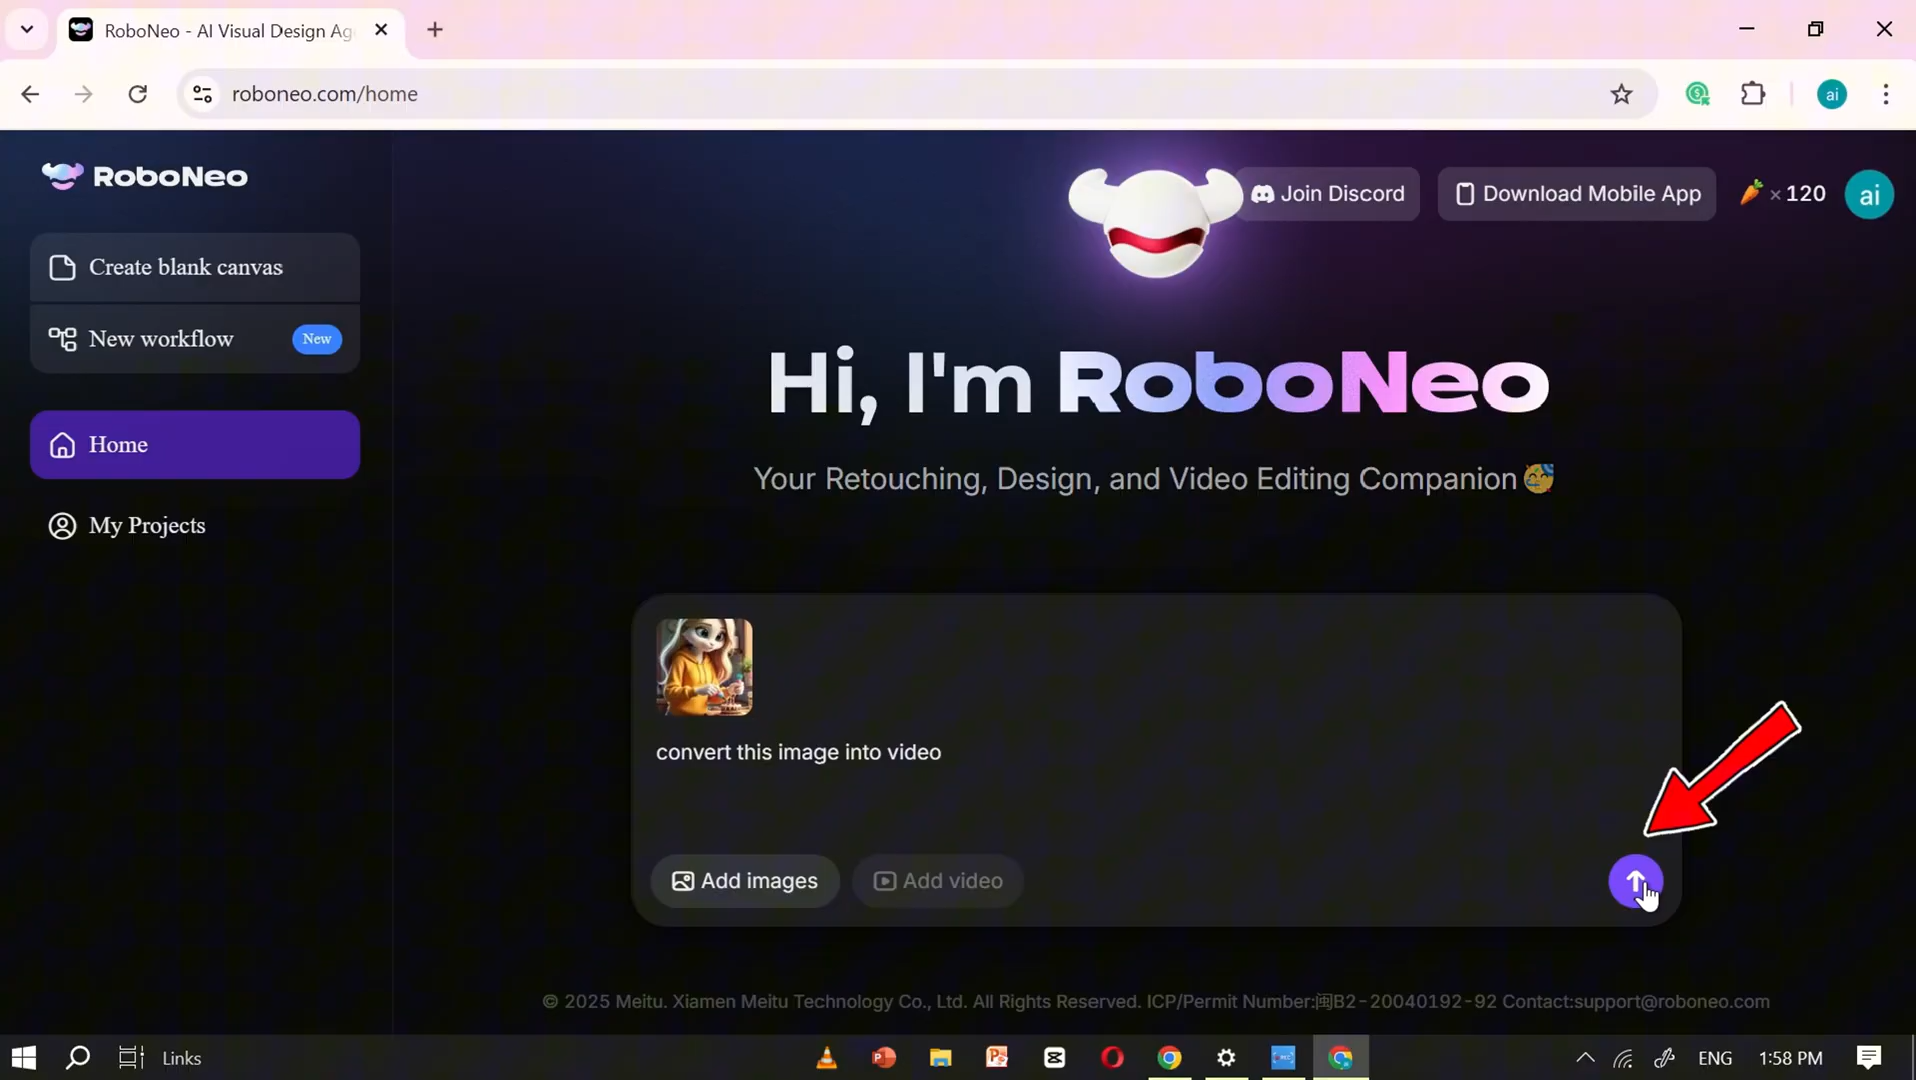 RoboNeo - AI Visual Design Ag
roboneo.com/home
ai
RoboNeo
Join Discord
Download Mobile App
× 120
ai
Create blank canvas
New workflow
New
Home
My Projects
Hi, I'm RoboNeo
Your Retouching, Design, and Video Editing Companion🥳
convert this image into video
Add images
Add video
© 2025 Meitu. Xiamen Meitu Technology Co., Ltd. All Rights Reserved. ICP/Permit Number:闽B2-20040192-92 Contact:support@roboneo.com
Links
ENG
1:58 PM